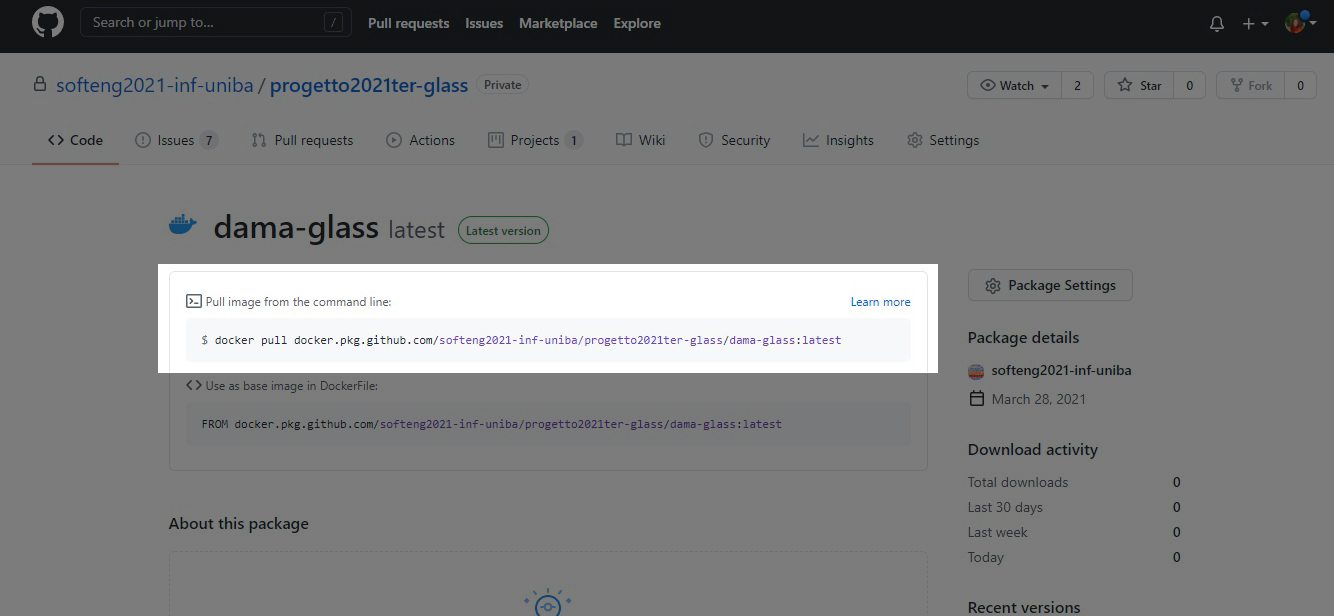 Search or jump to... / Pull requests Issues Marketplace Explore
softeng2021-inf-uniba / progetto2021ter-glass Private Watch 2 Star 0 Fork 0
Code Issues 7 Pull requests Actions Projects 1 Wiki Security Insights Settings
dama-glass latest Latest version
Pull image from the command line: Learn more
$ docker pull docker.pkg.github.com/softeng2021-inf-uniba/progetto2021ter-glass/dama-glass:latest
Use as base image in DockerFile:
FROM docker.pkg.github.com/softeng2021-inf-uniba/progetto2021ter-glass/dama-glass:latest
About this package
Package Settings
Package details
softeng2021-inf-uniba
March 28, 2021
Download activity
Total downloads 0
Last 30 days 0
Last week 0
Today 0
Recent versions